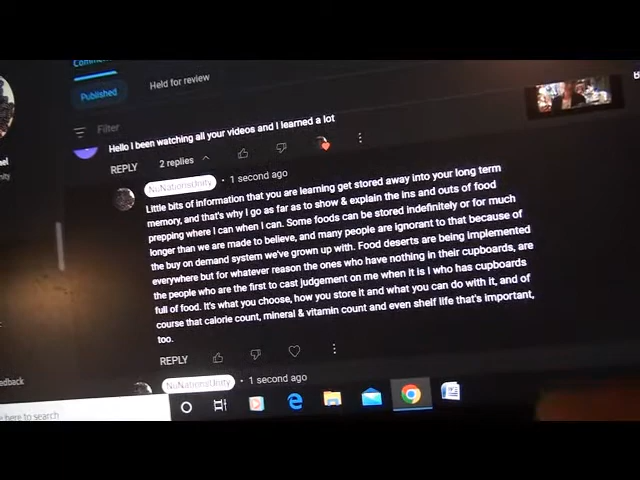 Comme
Published
Held for review
Filter
Hello I been watching all your videos and I learned a lot
REPLY
2 replies
NuNationsUnity • 1 second ago
Little bits of information that you are learning get stored away into your long term
memory, and that's why I go as far as to show & explain the ins and outs of food
prepping where I can when I can. Some foods can be stored indefinitely or for much
longer than we are made to believe, and many people are ignorant to that because of
the buy on demand system we've grown up with. Food deserts are being implemented
everywhere but for whatever reason the ones who have nothing in their cupboards, are
the people who are the first to cast judgement on me when it is I who has cupboards
full of food. It's what you choose, how you store it and what you can do with it, and of
course that calorie count, mineral & vitamin count and even shelf life that's important,
too.
REPLY
NuNationsUnity • 1 second ago
eedback
here to search